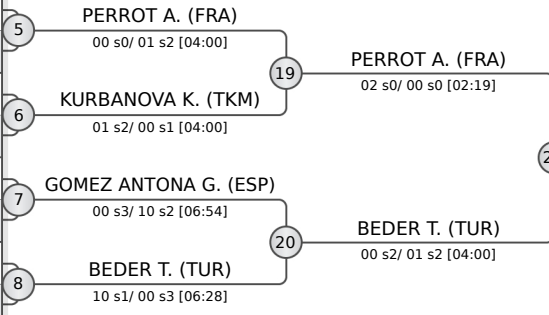 5
PERROT A. (FRA)
00 s0/ 01 s2 [04:00]
19
PERROT A. (FRA)
02 s0/ 00 s0 [02:19]
6
KURBANOVA K. (TKM)
01 s2/ 00 s1 [04:00]
7
GOMEZ ANTONA G. (ESP)
00 s3/ 10 s2 [06:54]
20
BEDER T. (TUR)
00 s2/ 01 s2 [04:00]
8
BEDER T. (TUR)
10 s1/ 00 s3 [06:28]